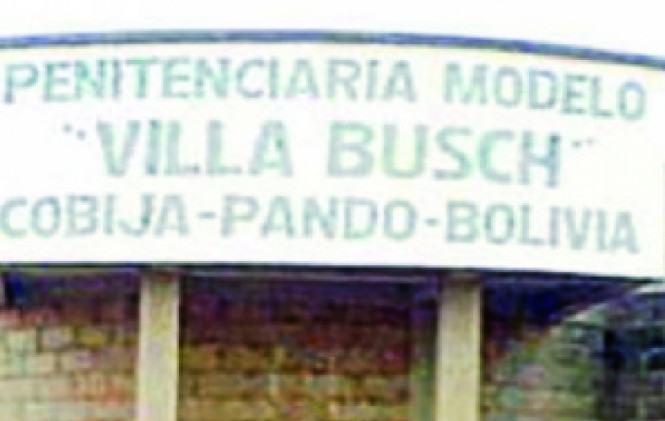 PENITENCIARIA MODELO
"VILLA BUSCH"
COBIJA-PANDO-BOLIVIA